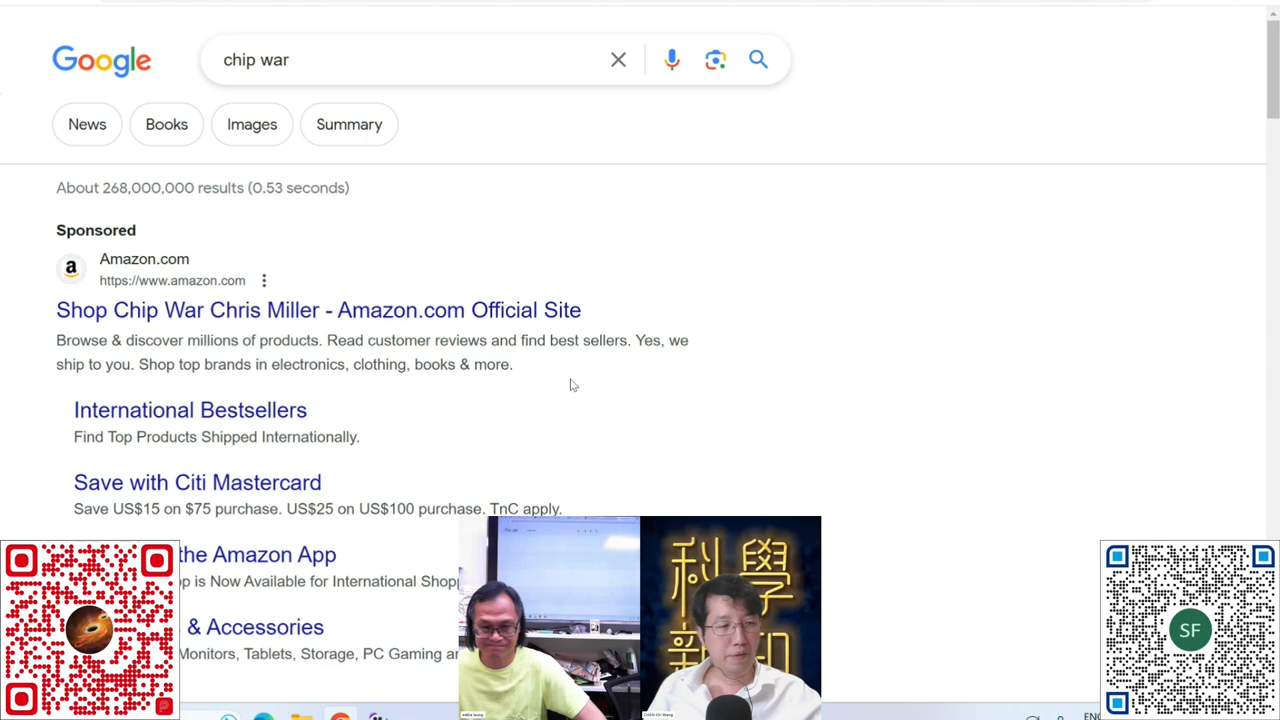 Google
chip war
News
Books
Images
Summary
About 268,000,000 results (0.53 seconds)
Sponsored
a
Amazon.com
https://www.amazon.com
Shop Chip War Chris Miller - Amazon.com Official Site
Browse & discover millions of products. Read customer reviews and find best sellers. Yes, we
ship to you. Shop top brands in electronics, clothing, books & more.
International Bestsellers
Find Top Products Shipped Internationally.
Save with Citi Mastercard
Save US$15 on $75 purchase. US$25 on US$100 purchase. TnC apply.
the Amazon App
p is Now Available for International Shopp
& Accessories
Monitors, Tablets, Storage, PC Gaming a
科學
新知
SF
ENG